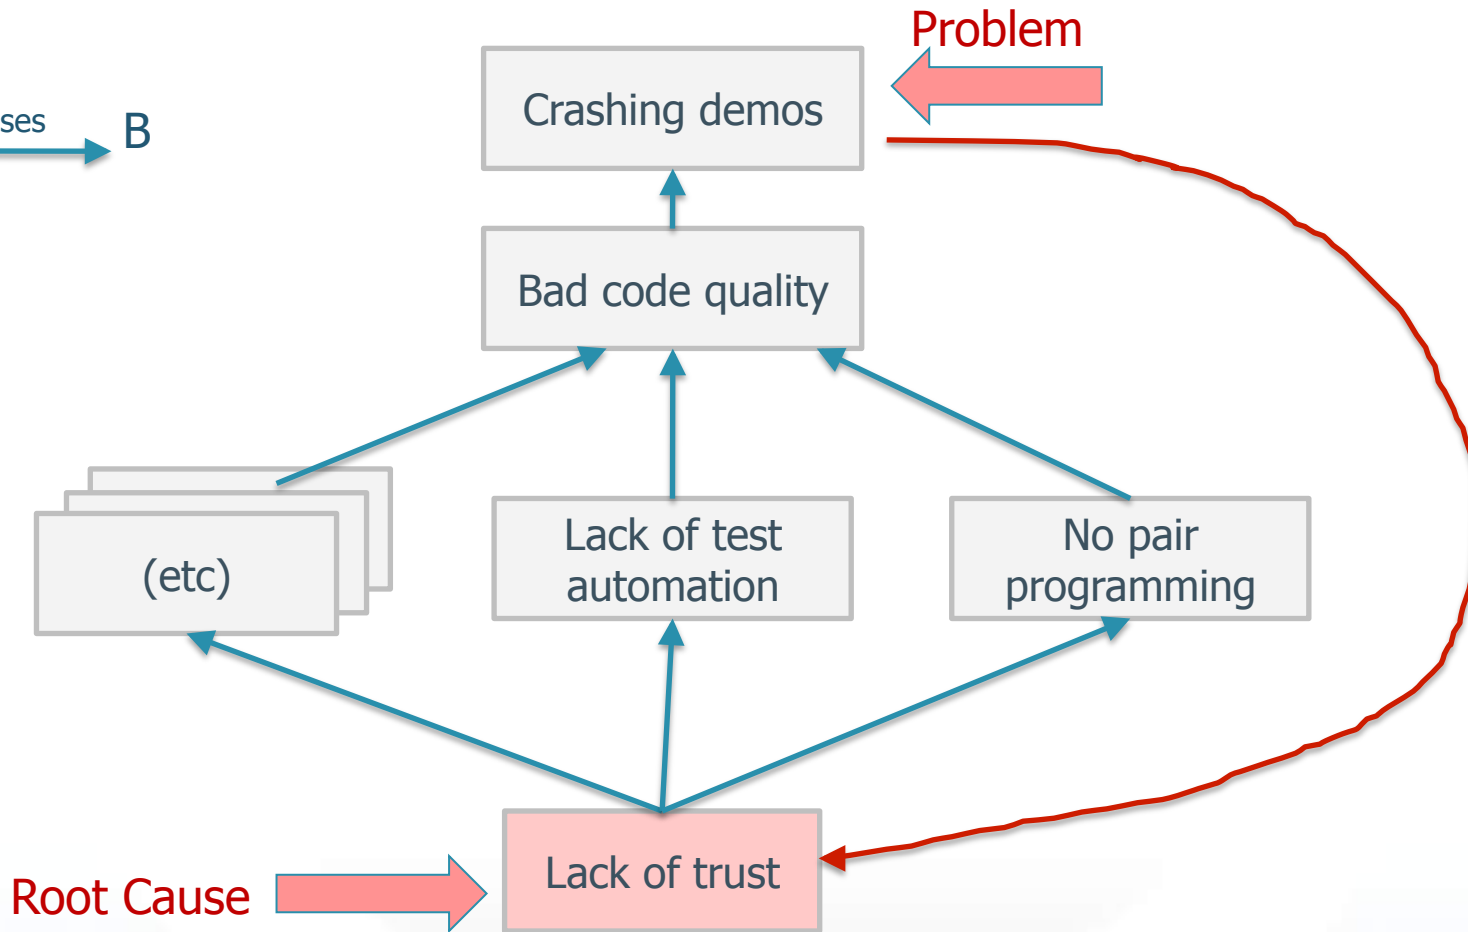 Problem
Crashing demos
B
Bad code quality
Lack of test
automation
No pair
programming
(etc)
Lack of trust
Root Cause